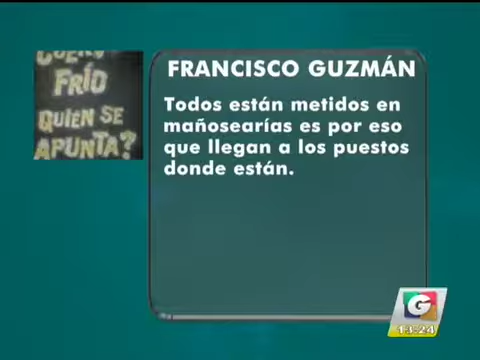 CUERO
FRÍO
QUIEN SE
APUNTA?
FRANCISCO GUZMÁN
Todos están metidos en
mañosearías es por eso
que llegan a los puestos
donde están.
G
13:24